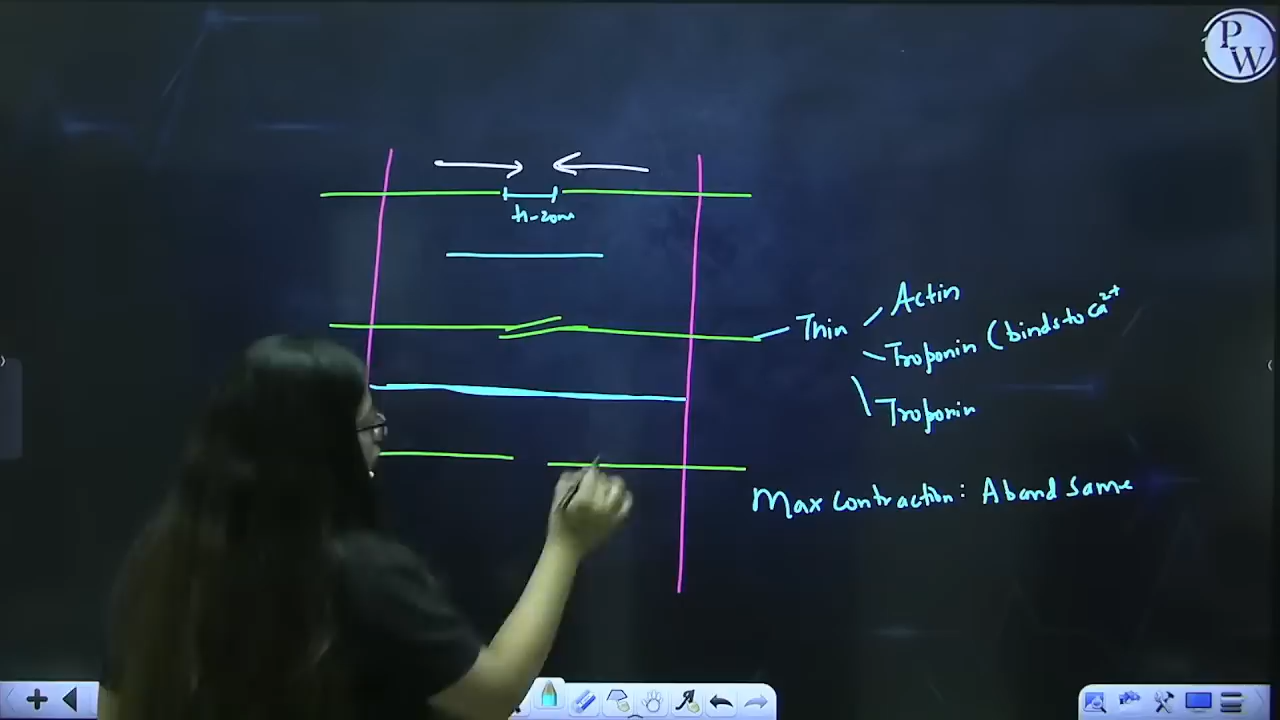 PW
h-zone
Thin
Actin
Troponin (binds to Ca2+
Troponin
Max contraction: A band same